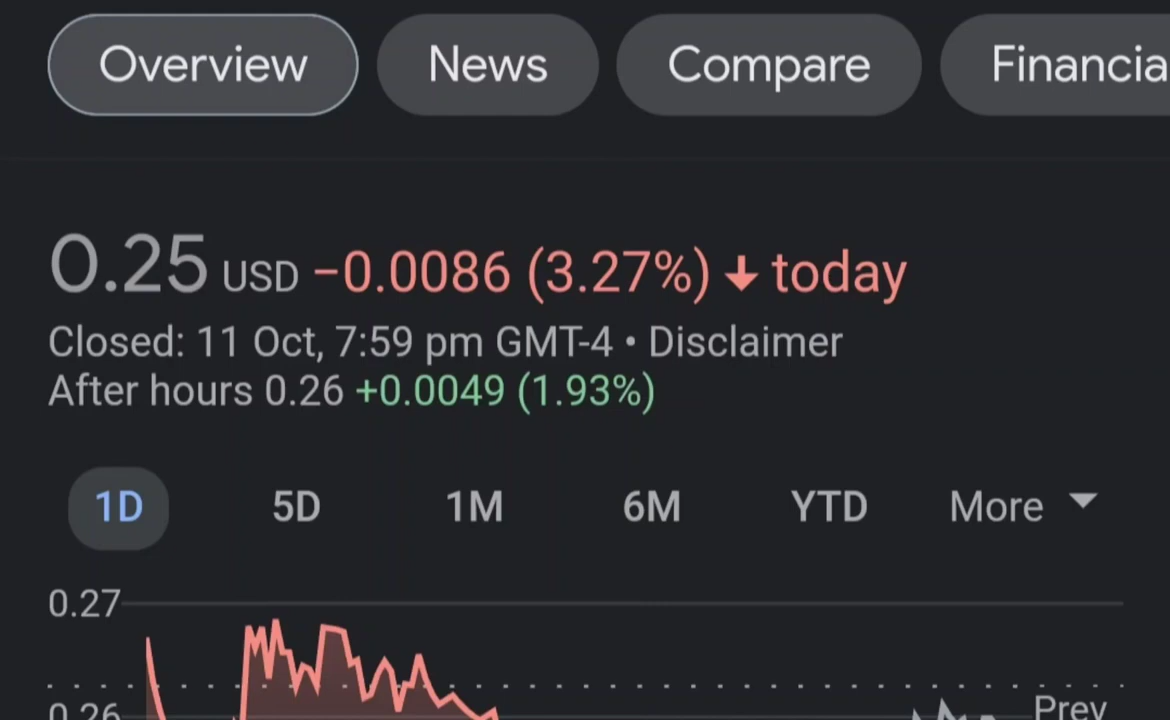 Overview News Compare Financia
0.25 USD −0.0086 (3.27%) ↓ today
Closed: 11 Oct, 7:59 pm GMT-4 • Disclaimer
After hours 0.26 +0.0049 (1.93%)
1D 5D 1M 6M YTD More
0.27
0.26 Prev